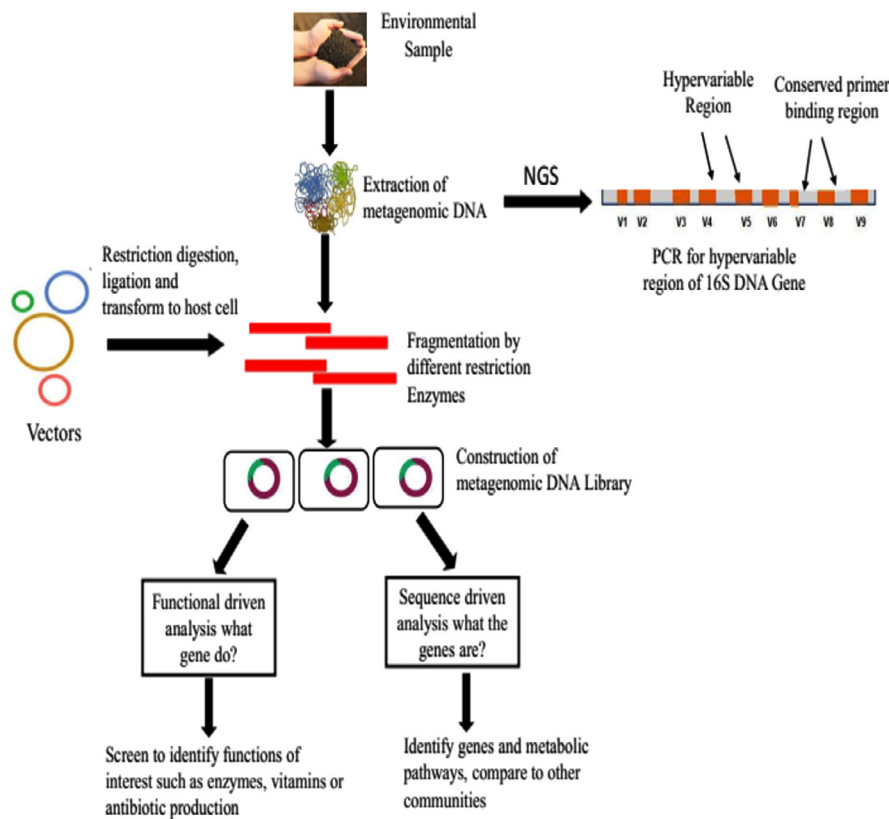 Environmental
Sample
Extraction of
metagenomic DNA
NGS
Hypervariable
Region
Conserved primer
binding region
V1 V2 V3 V4 V5 V6 V7 V8 V9
PCR for hypervariable
region of 16S DNA Gene
Restriction digestion,
ligation and
transform to host cell
Vectors
Fragmentation by
different restriction
Enzymes
Construction of
metagenomic DNA Library
Functional driven
analysis what
gene do?
Sequence driven
analysis what the
genes are?
Screen to identify functions of
interest such as enzymes, vitamins or
antibiotic production
Identify genes and metabolic
pathways, compare to other
communities